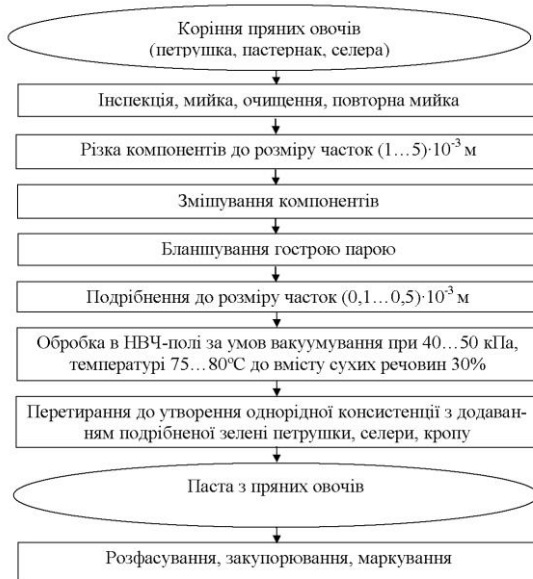 Коріння пряних овочів
(петрушка, пастернак, селера)
Інспекція, мийка, очищення, повторна мийка
Різка компонентів до розміру часток (1…5)·10⁻³ м
Змішування компонентів
Бланшування гострою парою
Подрібнення до розміру часток (0,1…0,5)·10⁻³ м
Обробка в НВЧ-полі за умов вакуумування при 40…50 кПа,
температурі 75…80ºС до вмісту сухих речовин 30%
Перетирання до утворення однорідної консистенції з додаван-
ням подрібненої зелені петрушки, селери, кропу
Паста з пряних овочів
Розфасування, закупорювання, маркування